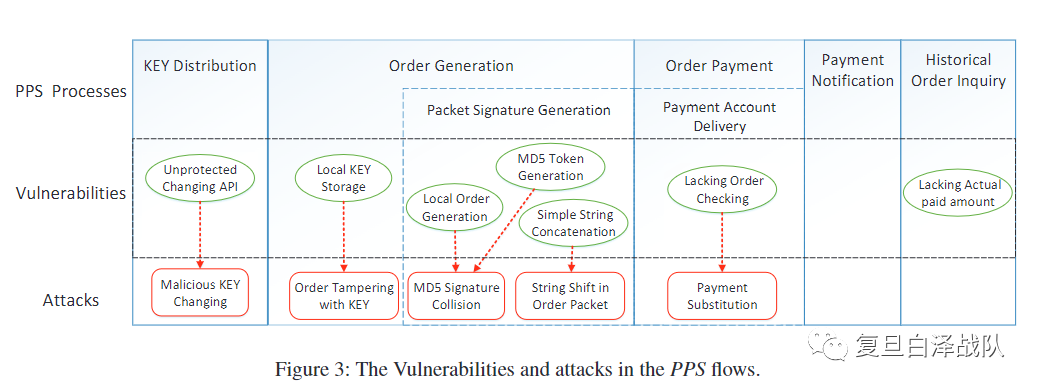 KEY Distribution
Order Generation
Order Payment
Payment
Notification
Historical
Order Inquiry
PPS Processes
Packet Signature Generation
Payment Account
Delivery
Vulnerabilities
Unprotected
Changing API
Local KEY
Storage
Local Order
Generation
MD5 Token
Generation
Simple String
Concatenation
Lacking Order
Checking
Lacking Actual
paid amount
Attacks
Malicious KEY
Changing
Order Tampering
with KEY
MD5 Signature
Collision
String Shift in
Order Packet
Payment
Substitution
复旦白泽战队
Figure 3: The Vulnerabilities and attacks in the PPS flows.